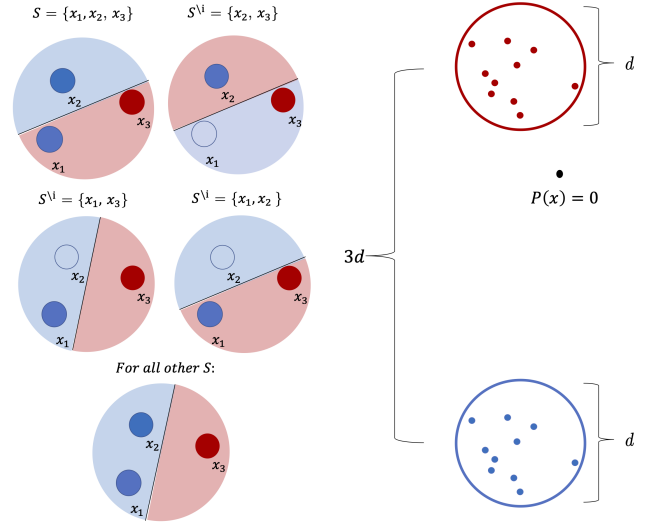 S = {x₁,x₂, x₃}
S\i = {x₂, x₃}
x₂
x₃
x₁
x₂
x₃
x₁
S\i = {x₁, x₃}
S\i = {x₁,x₂ }
x₂
x₃
x₁
x₂
x₃
x₁
For all other S:
x₂
x₃
x₁
d
P(x) = 0
3d
d